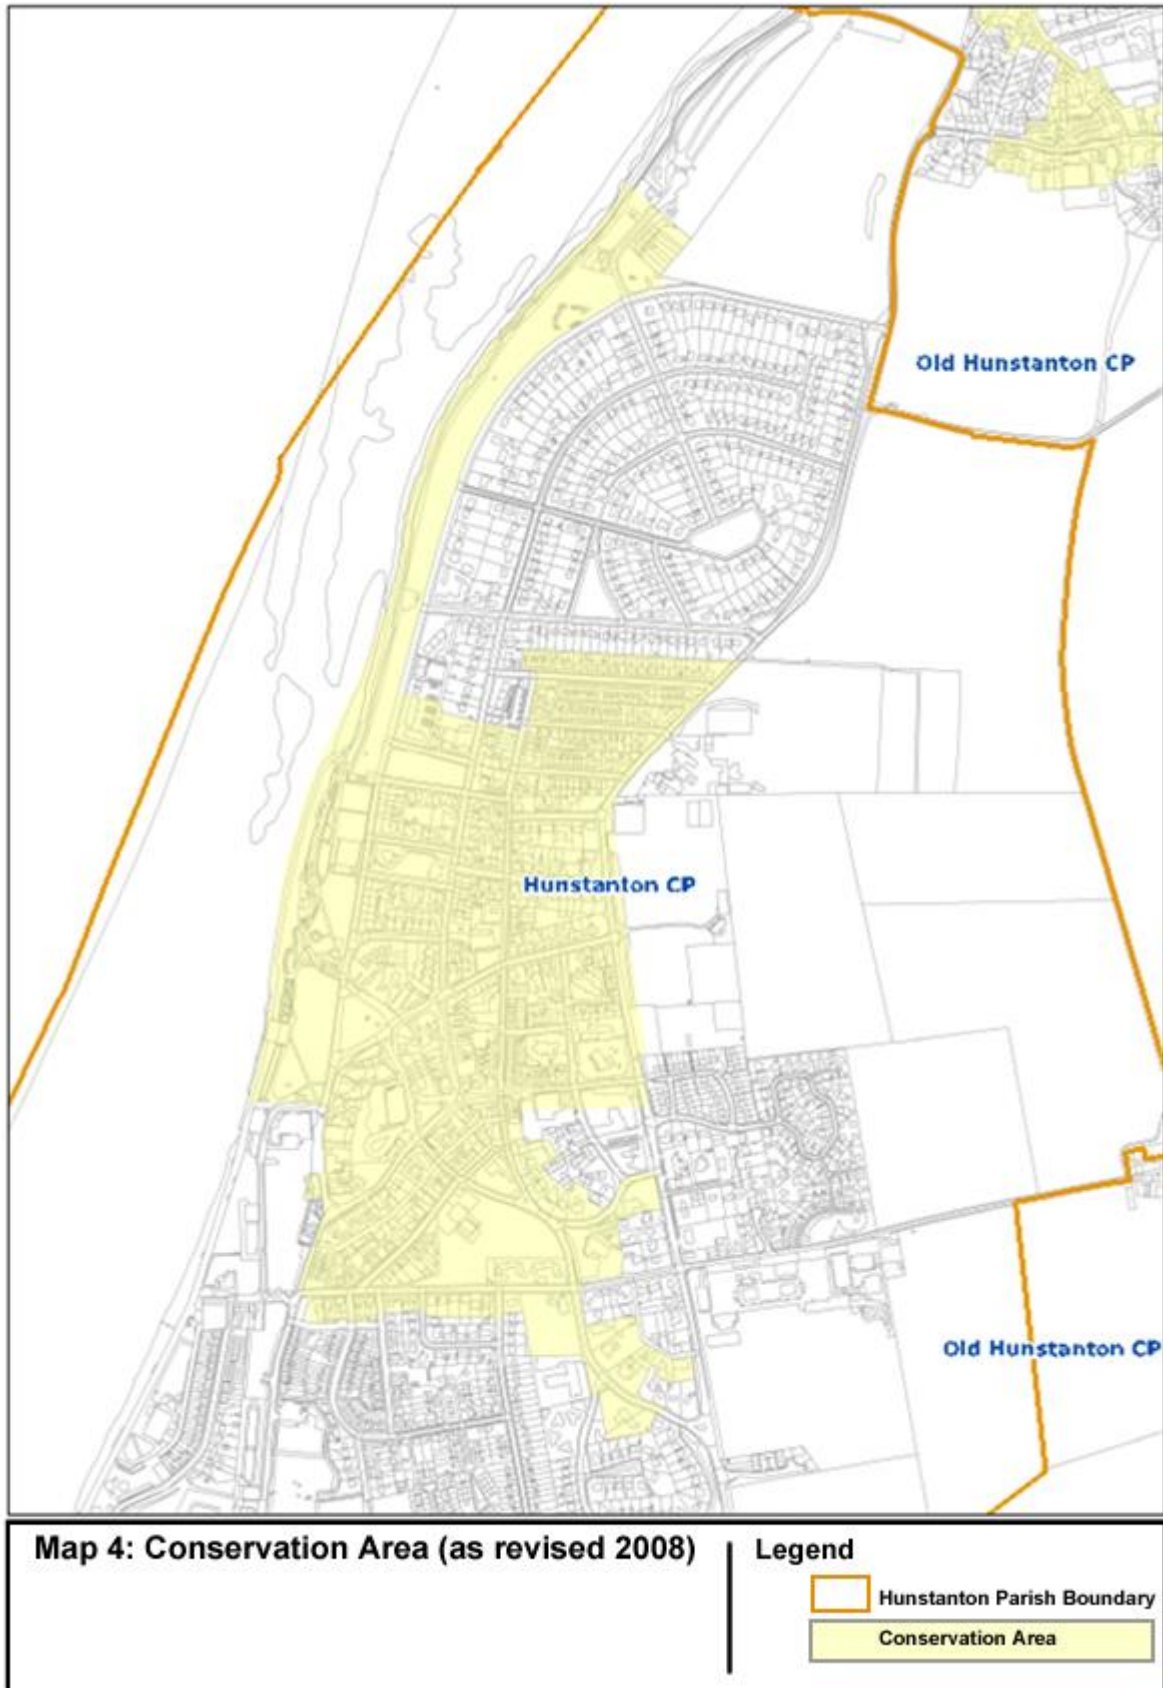 Old Hunstanton CP
Hunstanton CP
Old Hunstanton CP
Map 4: Conservation Area (as revised 2008)
Legend
Hunstanton Parish Boundary
Conservation Area